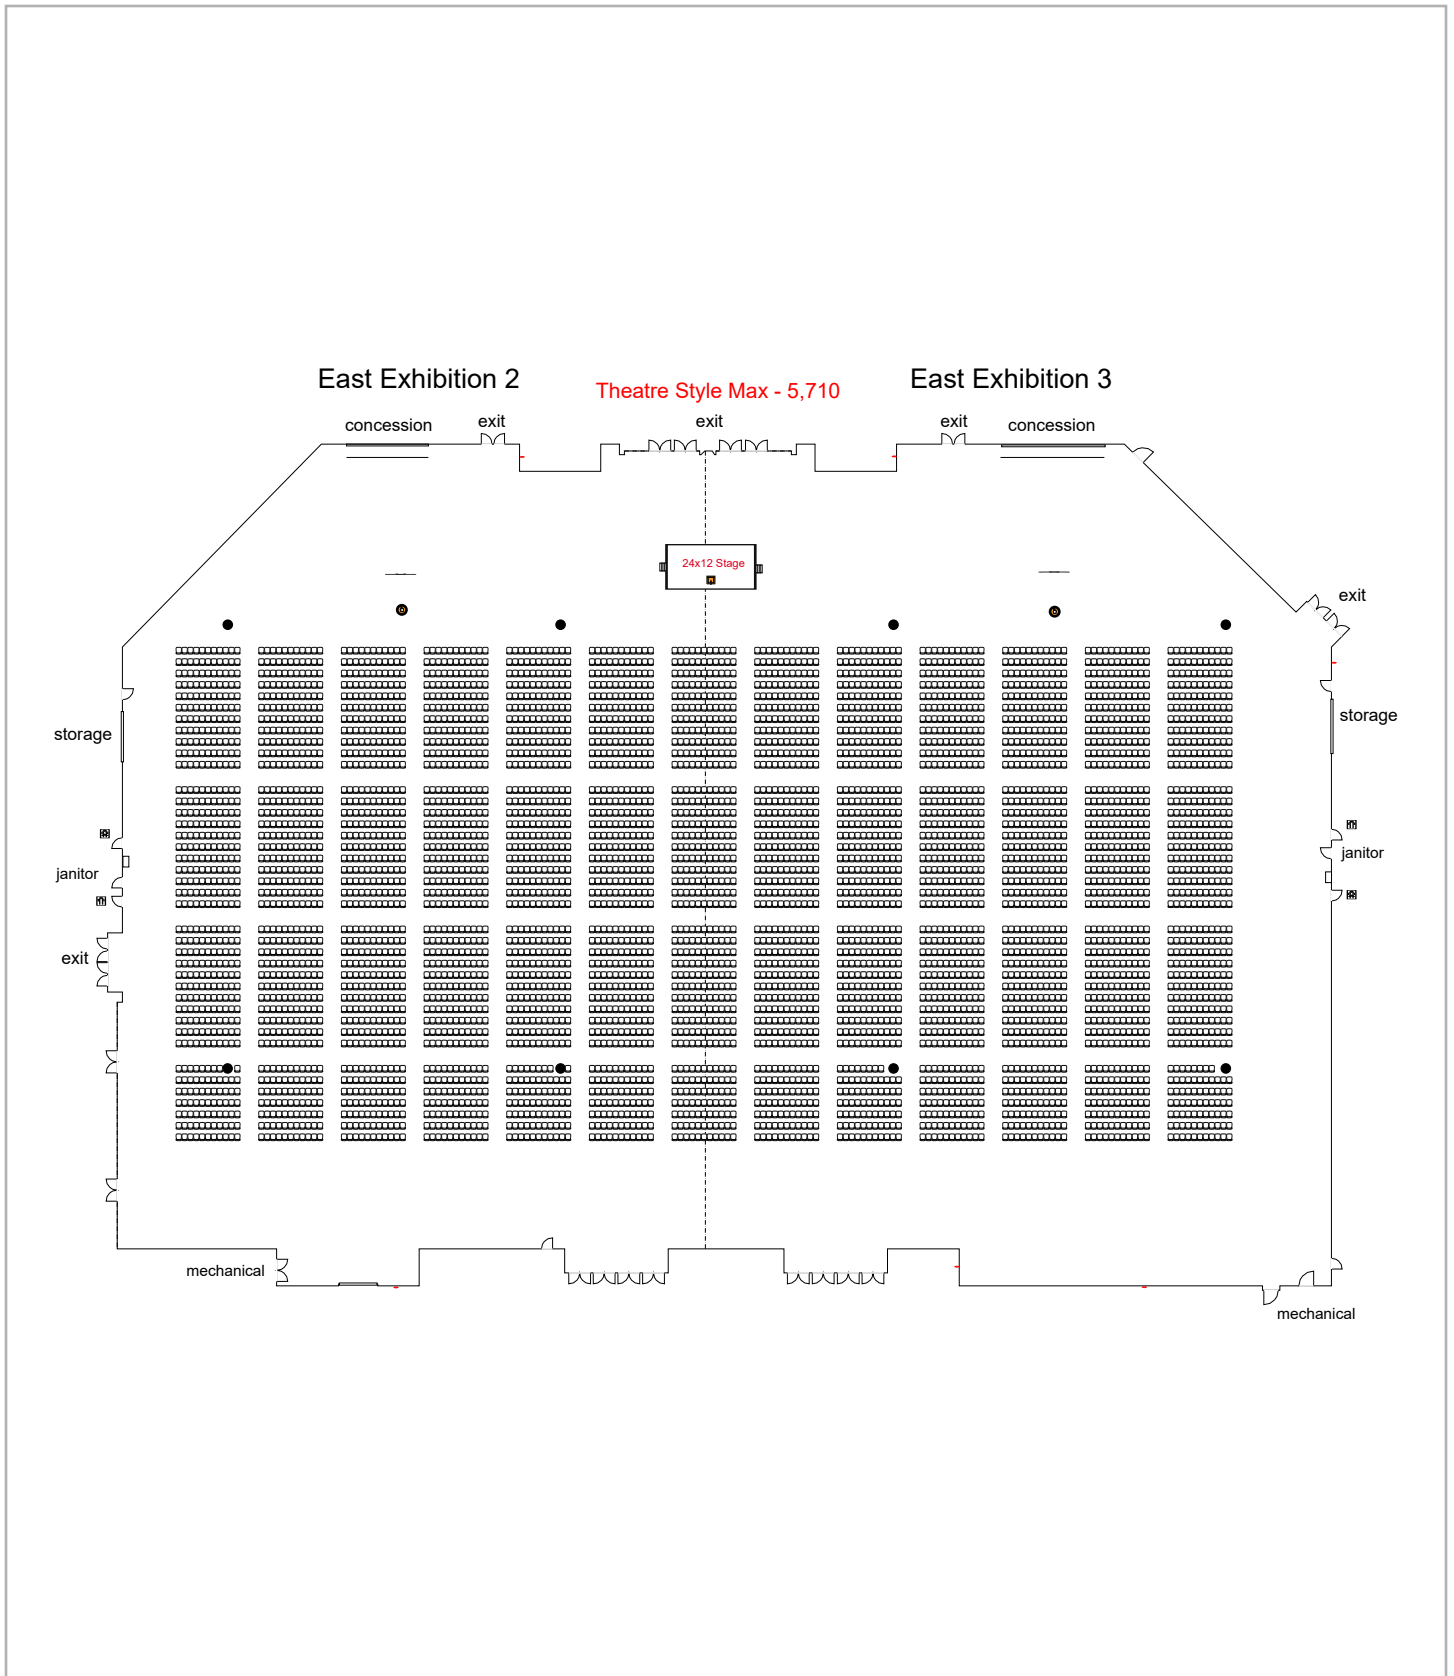 East Exhibition 2
Theatre Style Max - 5,710
East Exhibition 3
concession
exit
exit
exit
concession
24x12 Stage
exit
storage
storage
janitor
janitor
exit
mechanical
mechanical